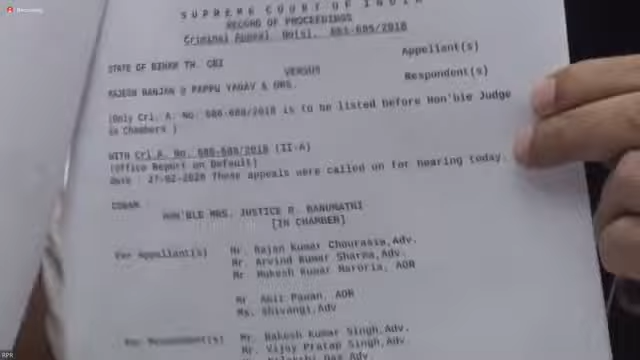 Recording
SUPREME COURT OF INDIA
RECORD OF PROCEEDINGS
Criminal Appeal No(s). 683-685/2018
STATE OF BIHAR TH. CBI Appellant(s)
VERSUS
RAJESH RANJAN @ PAPPU YADAV & ORS. Respondent(s)
(Only Crl. A. No. 686-688/2018 is to be listed before Hon'ble Judge
in Chambers )
WITH Crl.A. No. 686-688/2018 (II-A)
(Office Report on Default)
Date : 27-02-2020 These appeals were called on for hearing today.
CORAM :
HON'BLE MRS. JUSTICE R. BANUMATHI
[IN CHAMBER]
For Appellant(s) Mr. Rajan Kumar Chourasia,Adv.
Mr. Arvind Kumar Sharma,Adv.
Mr. Mukesh Kumar Maroria, AOR
Mr. Amit Pawan, AOR
Ms. Shivangi,Adv
For Respondent(s) Mr. Rakesh Kumar Singh,Adv.
Mr. Vijay Pratap Singh,Adv.
Das Adv